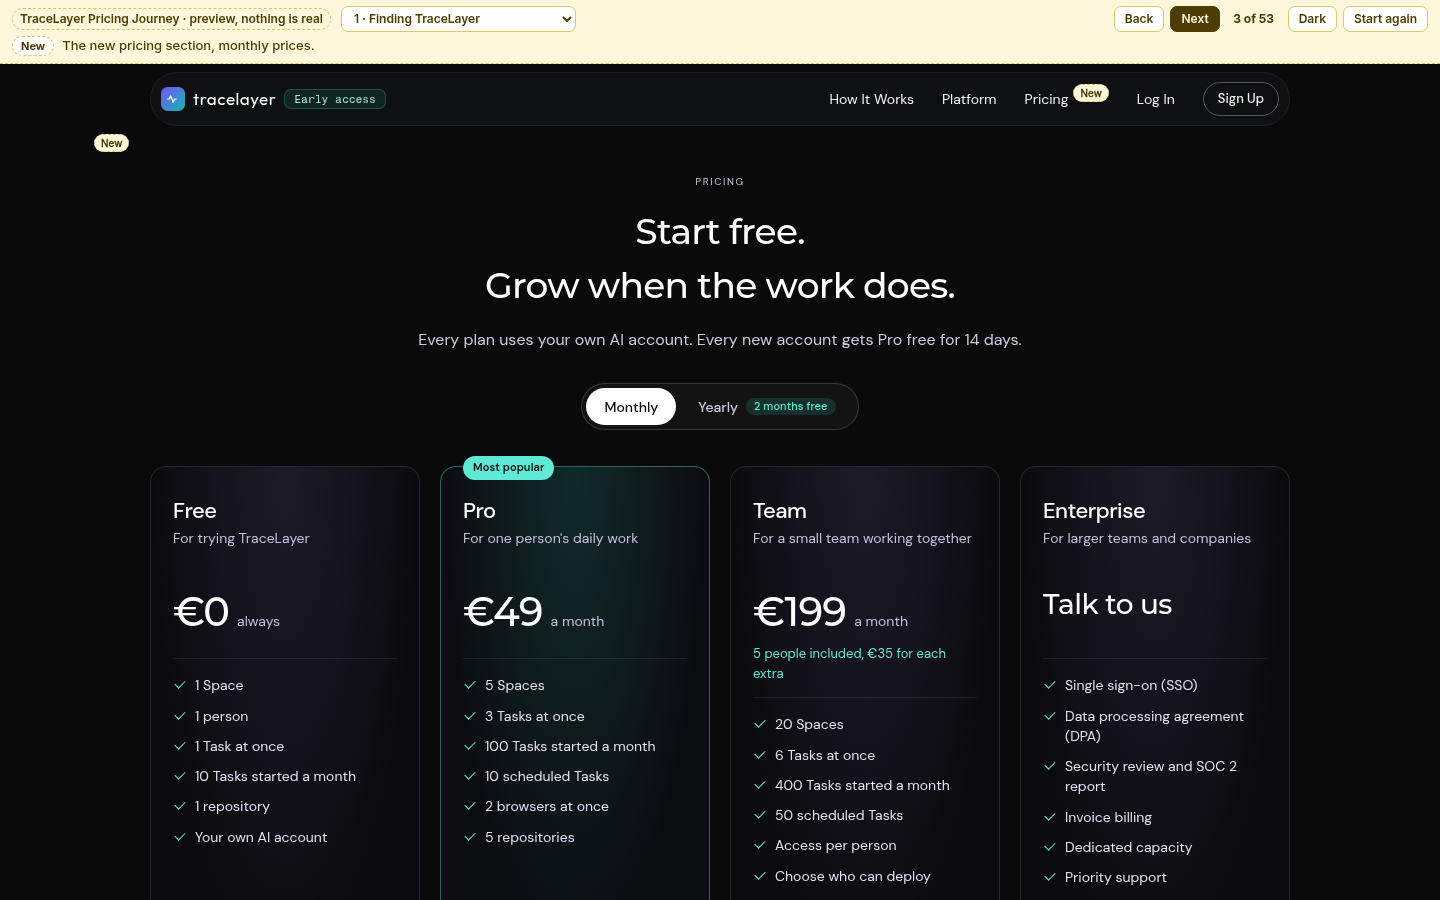 TraceLayer Pricing Journey · preview, nothing is real
1 · Finding TraceLayer
Back
Next
3 of 53
Dark
Start again
New
The new pricing section, monthly prices.
tracelayer
Early access
How It Works
Platform
Pricing
New
Log In
Sign Up
New
PRICING
Start free.
Grow when the work does.
Every plan uses your own AI account. Every new account gets Pro free for 14 days.
Monthly
Yearly
2 months free
Free
For trying TraceLayer
€0 always
1 Space
1 person
1 Task at once
10 Tasks started a month
1 repository
Your own AI account
Most popular
Pro
For one person's daily work
€49 a month
5 Spaces
3 Tasks at once
100 Tasks started a month
10 scheduled Tasks
2 browsers at once
5 repositories
Team
For a small team working together
€199 a month
5 people included, €35 for each
extra
20 Spaces
6 Tasks at once
400 Tasks started a month
50 scheduled Tasks
Access per person
Choose who can deploy
Enterprise
For larger teams and companies
Talk to us
Single sign-on (SSO)
Data processing agreement
(DPA)
Security review and SOC 2
report
Invoice billing
Dedicated capacity
Priority support